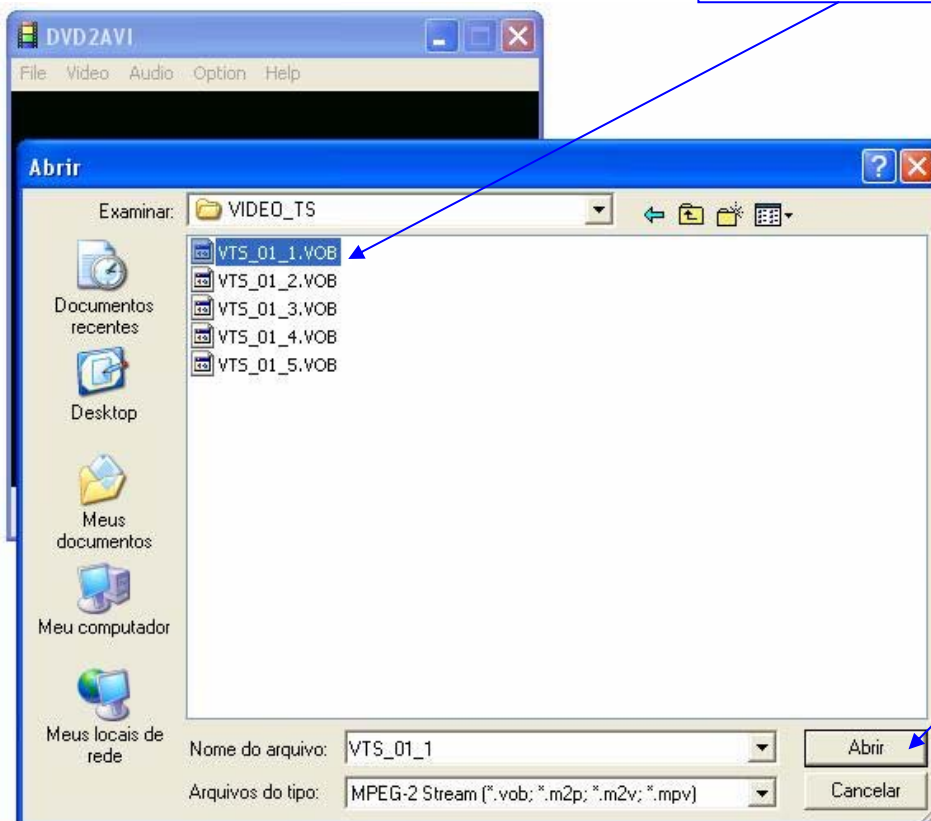 DVD2AVI
File Video Audio Option Help
Abrir
Examinar: VIDEO_TS
VTS_01_1.VOB
VTS_01_2.VOB
VTS_01_3.VOB
VTS_01_4.VOB
VTS_01_5.VOB
Documentos
recentes
Desktop
Meus
documentos
Meu computador
Meus locais de
rede
Nome do arquivo: VTS_01_1 Abrir
Arquivos do tipo: MPEG-2 Stream (*.vob; *.m2p; *.m2v; *.mpv) Cancelar